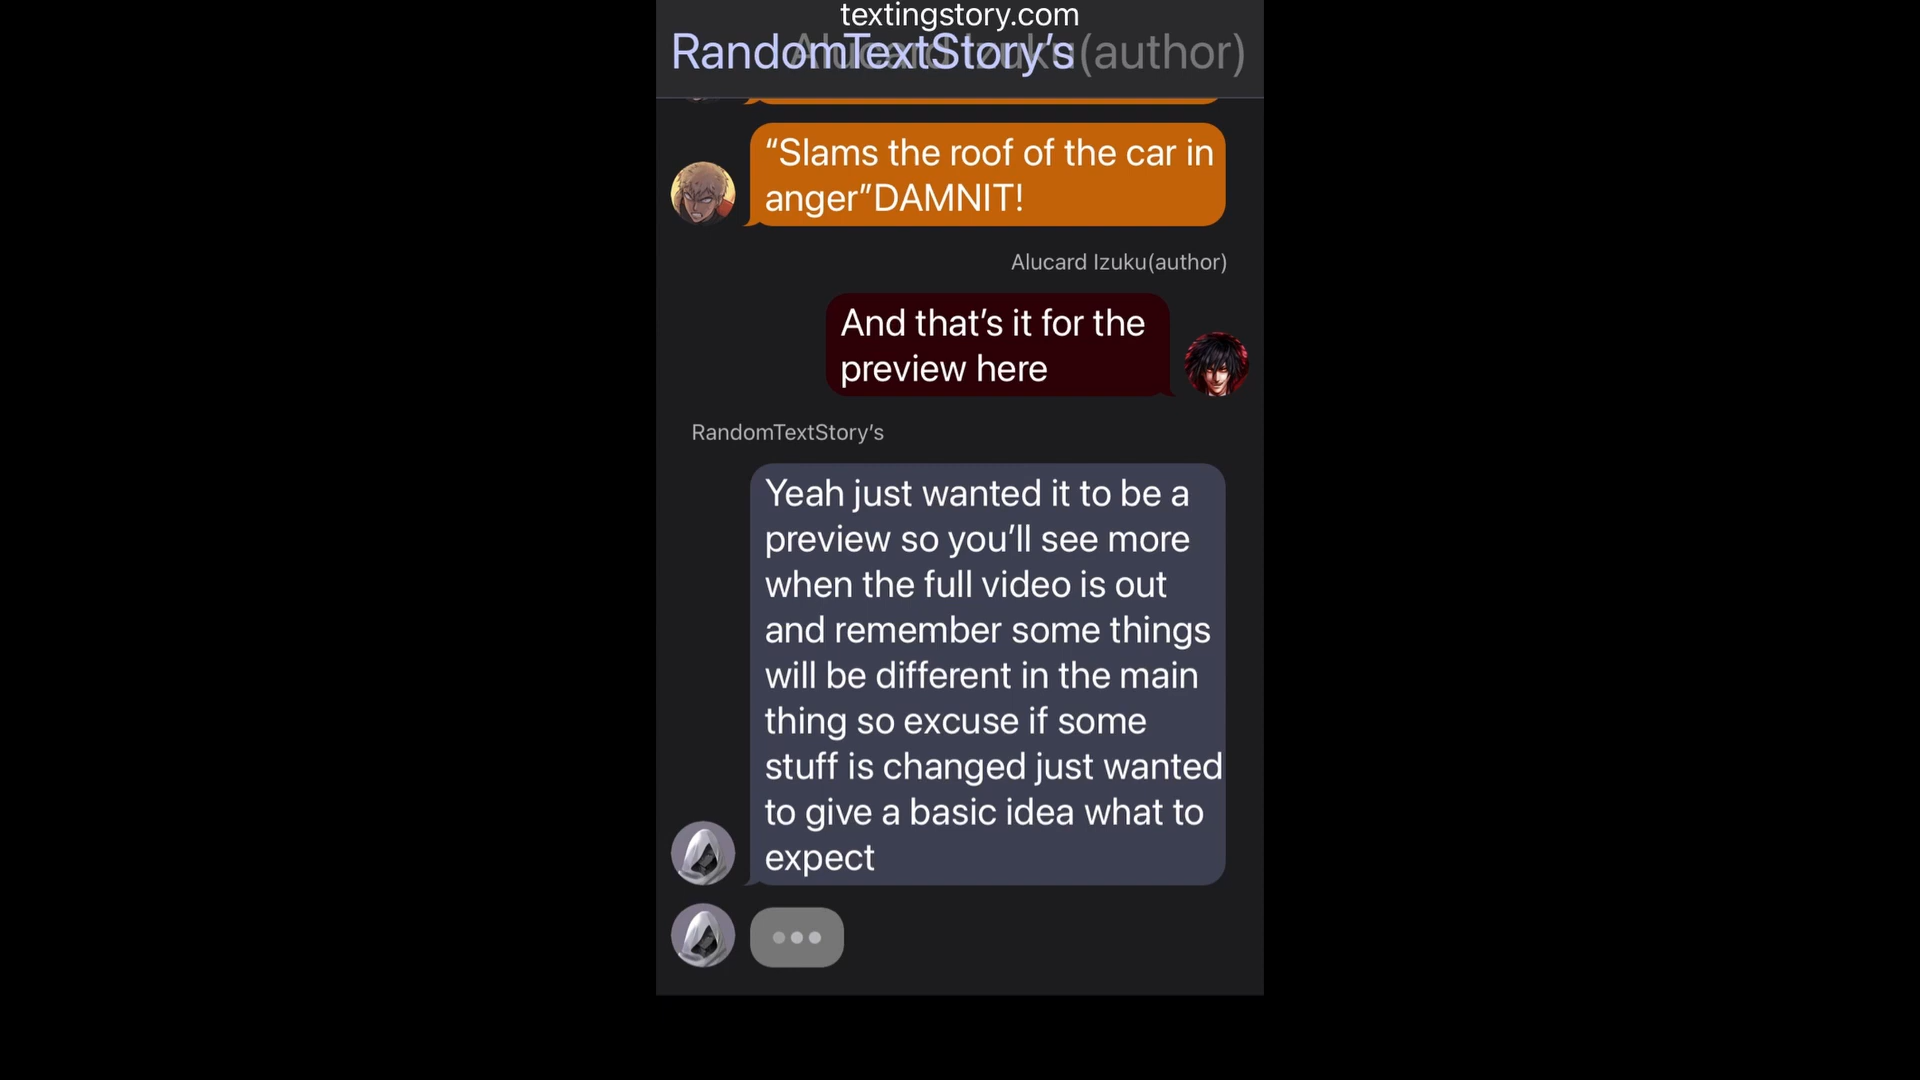 textingstory.com
RandomTextStory’s
Alucard Izuku(author)
“Slams the roof of the car in
anger”DAMNIT!
Alucard Izuku(author)
And that’s it for the
preview here
RandomTextStory’s
Yeah just wanted it to be a
preview so you’ll see more
when the full video is out
and remember some things
will be different in the main
thing so excuse if some
stuff is changed just wanted
to give a basic idea what to
expect